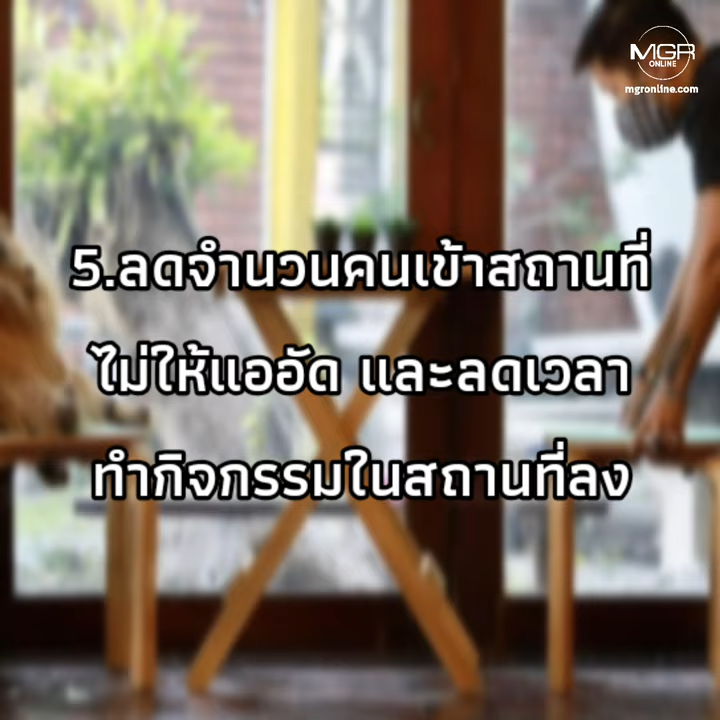 MGR
ONLINE
mgronline.com
5.ลดจำนวนคนเข้าสถานที่
ไม่ให้แออัด และลดเวลา
ทำกิจกรรมในสถานที่ลง